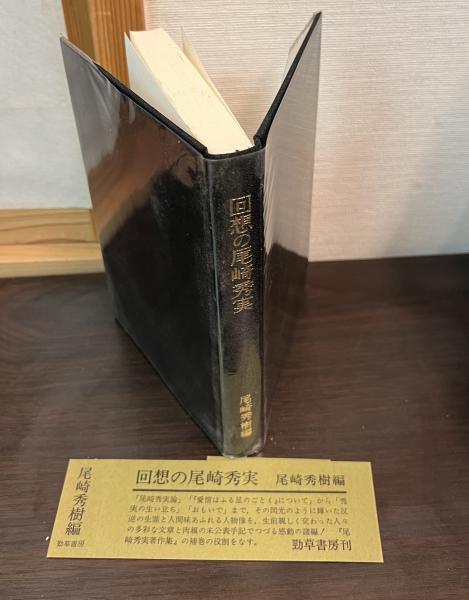 回想の尾崎秀実
尾崎秀樹編
尾崎秀樹編
勁草書房
回想の尾崎秀実 尾崎秀樹編
「尾崎秀実論」「『愛情はふる星のごとく』について」から「秀
実の生い立ち」「おもいで」まで、その閃光のように輝いた反
逆の生涯と人間味あふれる人物像を、生前親しく交わった人々
の多彩な文章と肉親の未公表手記でつづる感動の諸編!『尾
崎秀実著作集』の補巻の役割をなす。
勁草書房刊